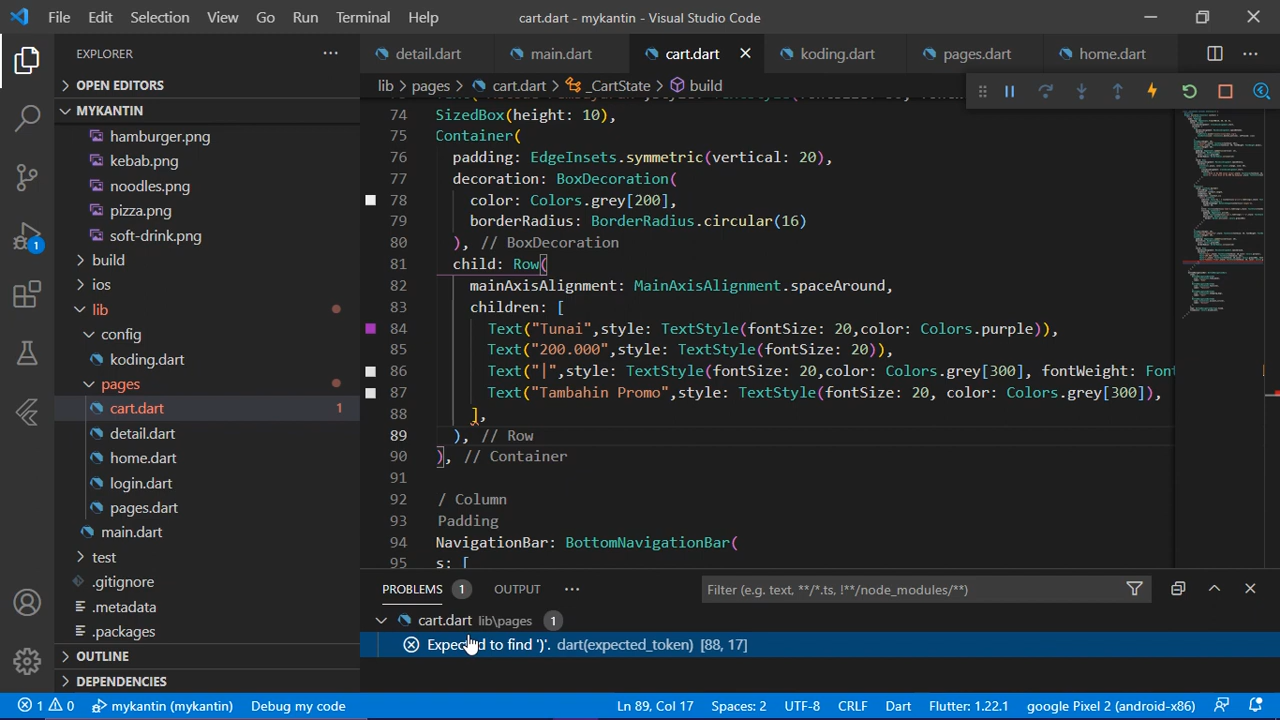 File Edit Selection View Go Run Terminal Help cart.dart - mykantin - Visual Studio Code
EXPLORER
OPEN EDITORS
MYKANTIN
hamburger.png
kebab.png
noodles.png
pizza.png
soft-drink.png
build
ios
lib
config
koding.dart
pages
cart.dart 1
detail.dart
home.dart
login.dart
pages.dart
main.dart
test
.gitignore
.metadata
.packages
OUTLINE
DEPENDENCIES
1
detail.dart main.dart cart.dart koding.dart pages.dart home.dart
lib > pages > cart.dart > _CartState > build
74 SizedBox(height: 10),
75 Container(
76 padding: EdgeInsets.symmetric(vertical: 20),
77 decoration: BoxDecoration(
78 color: Colors.grey[200],
79 borderRadius: BorderRadius.circular(16)
80 ), // BoxDecoration
81 child: Row(
82 mainAxisAlignment: MainAxisAlignment.spaceAround,
83 children: [
84 Text("Tunai",style: TextStyle(fontSize: 20,color: Colors.purple)),
85 Text("200.000",style: TextStyle(fontSize: 20)),
86 Text("|",style: TextStyle(fontSize: 20,color: Colors.grey[300], fontWeight: Fon
87 Text("Tambahin Promo",style: TextStyle(fontSize: 20, color: Colors.grey[300]),
88 ],
89 ), // Row
90 ), // Container
91
92 / Column
93 Padding
94 NavigationBar: BottomNavigationBar(
95 s: [
PROBLEMS 1 OUTPUT Filter (e.g. text, **/*.ts, !**/node_modules/**)
cart.dart lib\pages 1
Expected to find ')'. dart(expected_token) [88, 17]
1 0 mykantin (mykantin) Debug my code Ln 89, Col 17 Spaces: 2 UTF-8 CRLF Dart Flutter: 1.22.1 google Pixel 2 (android-x86)